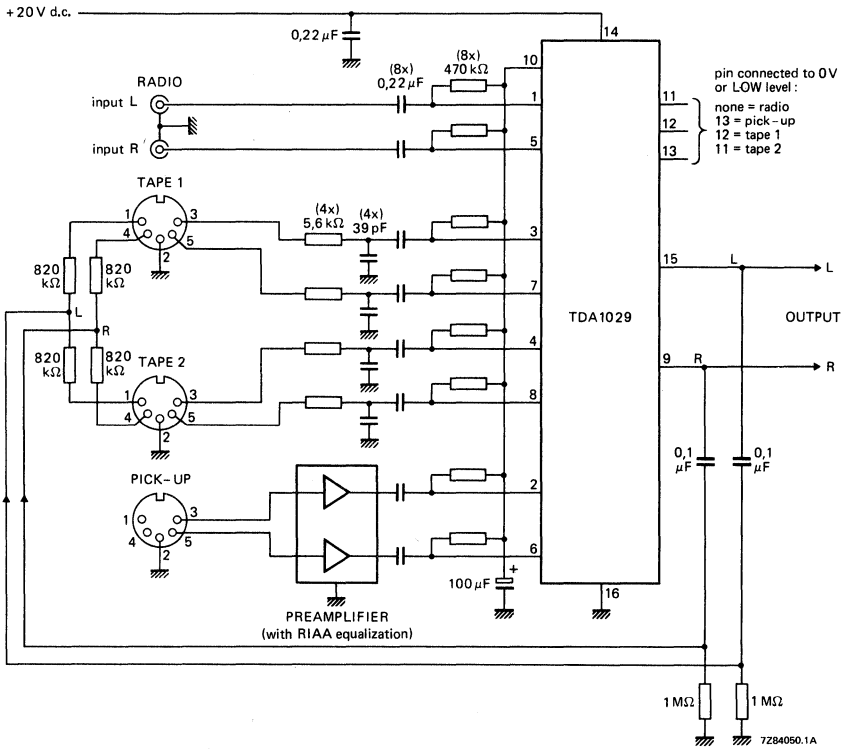 +20V d.c.
0,22 µF
14
(8x)
0,22 µF
(8x)
470 kΩ
10
RADIO
input L
1
input R
5
pin connected to 0V
or LOW level :
none = radio
13 = pick-up
12 = tape 1
11 = tape 2
11
12
13
TAPE 1
1
3
4
5
2
(4x)
5,6 kΩ
(4x)
39 pF
3
7
820
kΩ
820
kΩ
L
R
820
kΩ
820
kΩ
TAPE 2
1
3
4
5
2
4
8
TDA1029
15
L
L
OUTPUT
9
R
R
PICK-UP
1
3
4
5
2
2
6
0,1
µF
0,1
µF
100 µF
+
16
PREAMPLIFIER
(with RIAA equalization)
1 MΩ
1 MΩ
7Z84050.1A